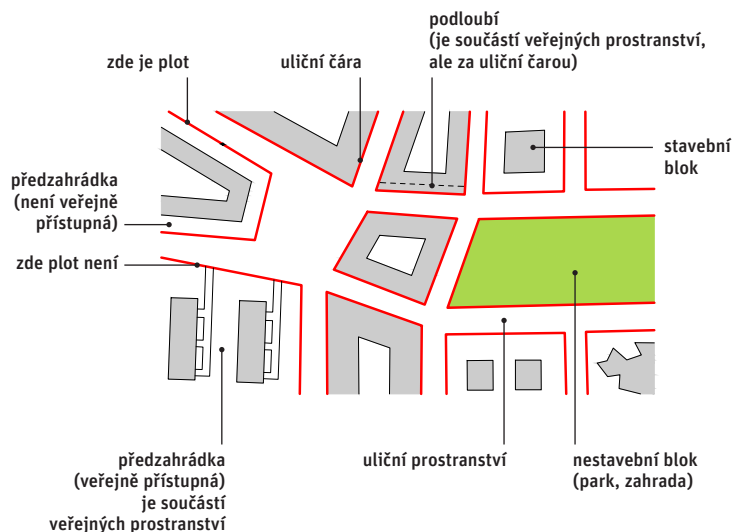 podloubí
(je součástí veřejných prostranství,
ale za uliční čarou)
zde je plot
uliční čára
stavební
blok
předzahrádka
(není veřejně
přístupná)
zde plot není
předzahrádka
(veřejně přístupná)
je součástí
veřejných prostranství
uliční prostranství
nestavební blok
(park, zahrada)